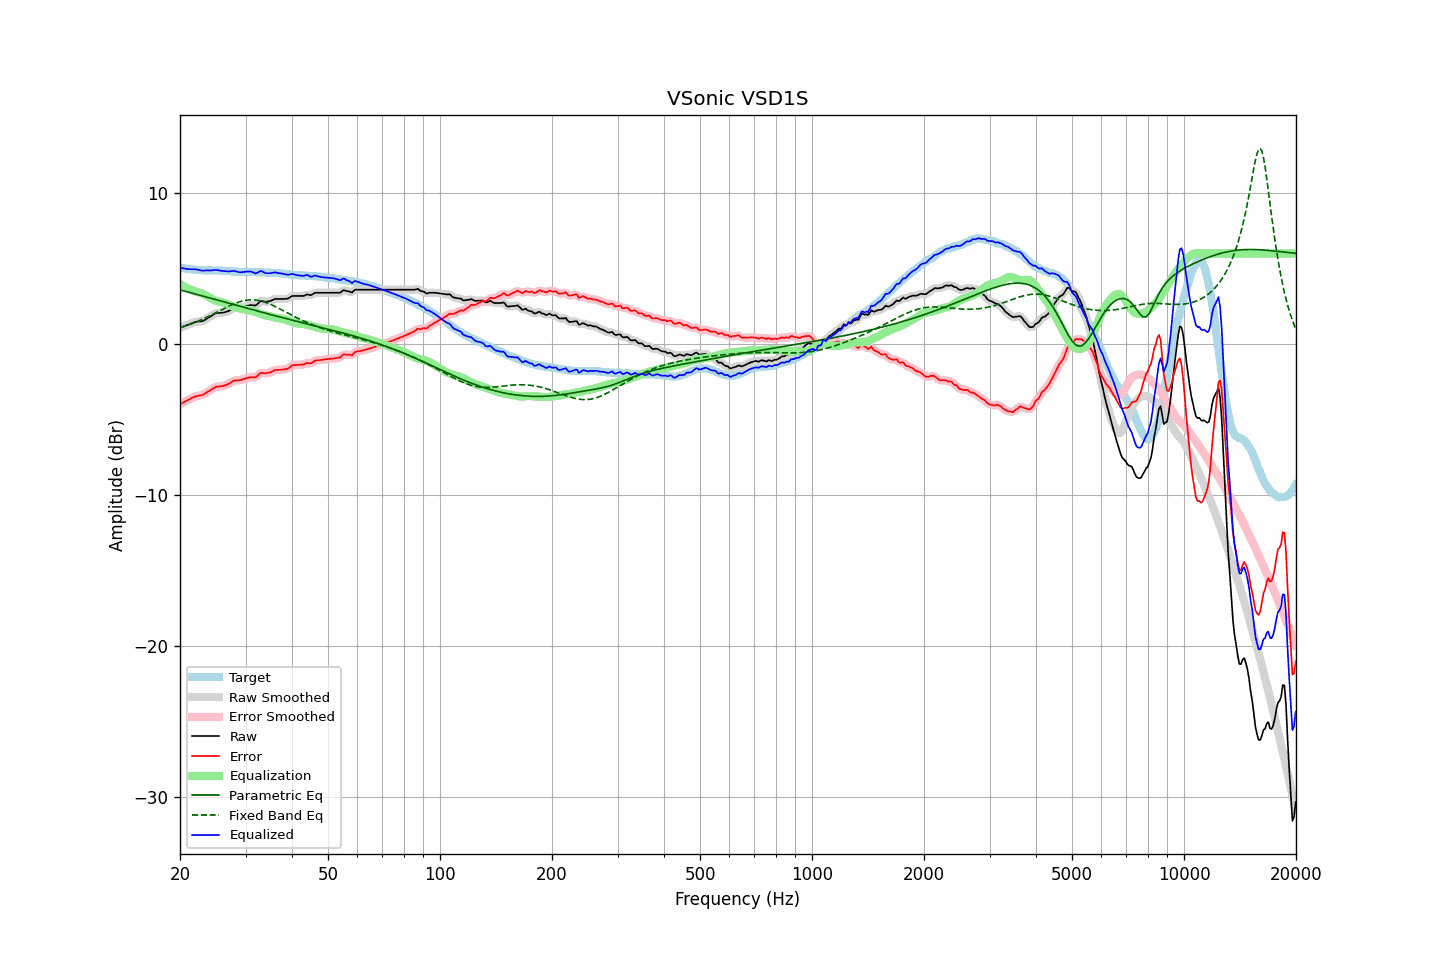 VSonic VSD1S
Amplitude (dBr)
10
0
−10
−20
−30
Target
Raw Smoothed
Error Smoothed
Raw
Error
Equalization
Parametric Eq
Fixed Band Eq
Equalized
20 50 100 200 500 1000 2000 5000 10000 20000
Frequency (Hz)